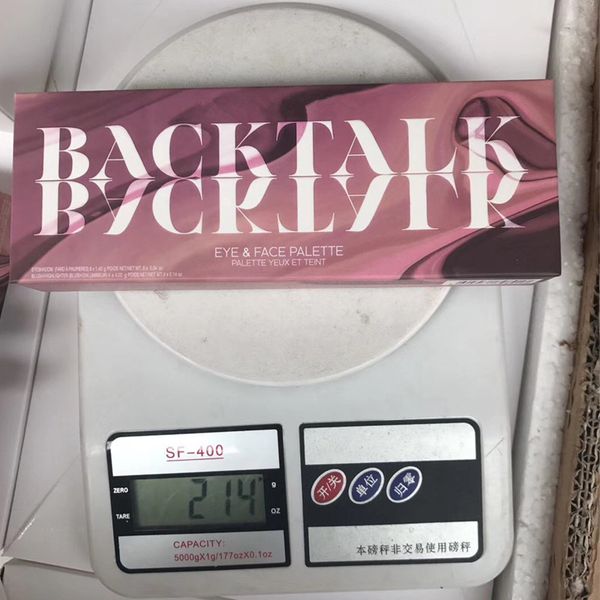 BACKTALK
BACKTALK
EYE & FACE PALETTE
PALETTE YEUX ET TEINT
SF-400
ZERO
TARE
214
g
OZ
开/关
单位
归零
CAPACITY:
5000gX1g/177ozX0.1oz
本磅秤非交易使用磅秤